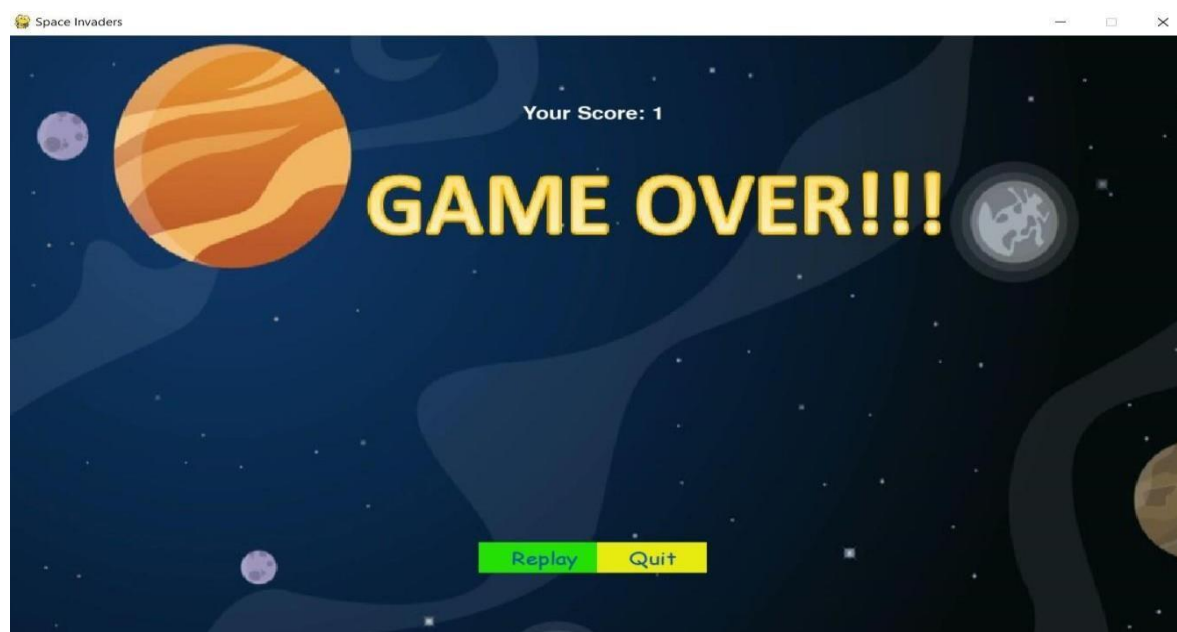 Space Invaders
Your Score: 1
GAME OVER!!!
Replay Quit